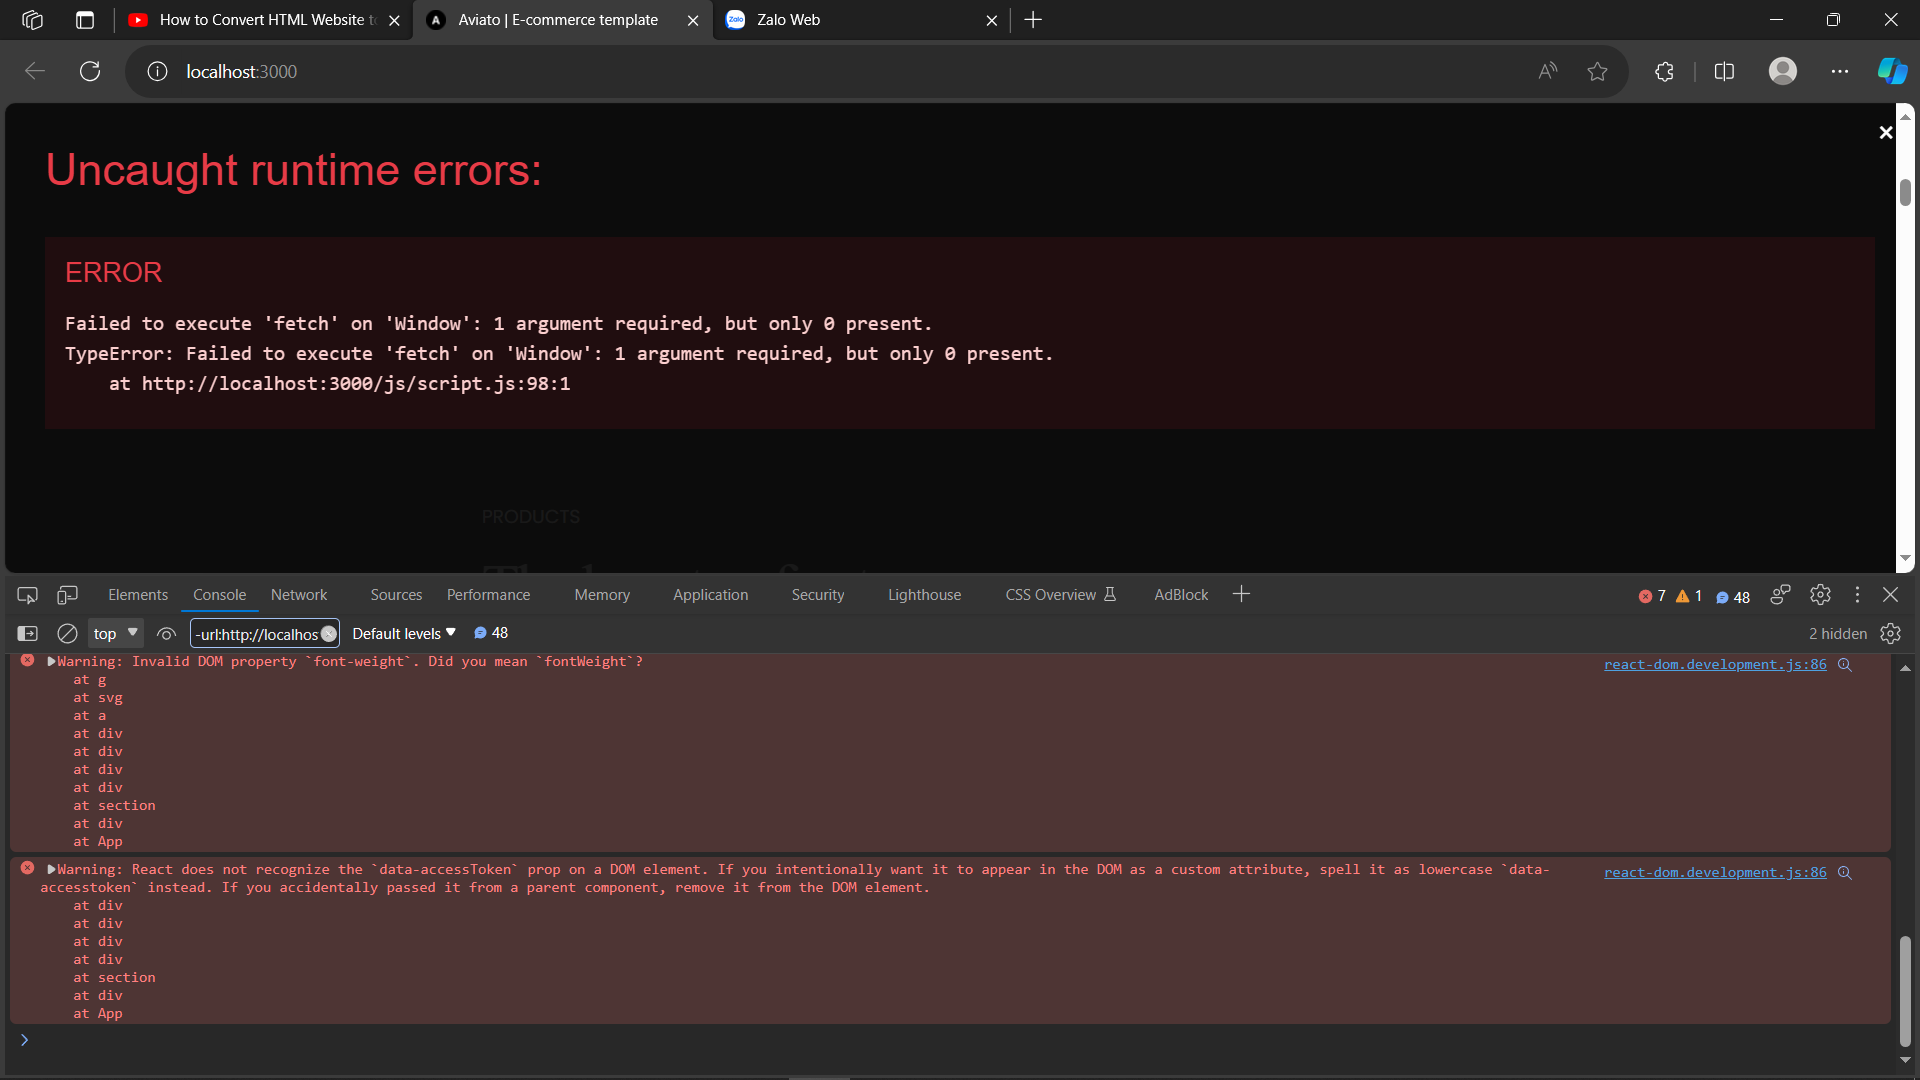 How to Convert HTML Website to
Aviato | E-commerce template
Zalo Web
localhost:3000
Uncaught runtime errors:
ERROR
Failed to execute 'fetch' on 'Window': 1 argument required, but only 0 present.
TypeError: Failed to execute 'fetch' on 'Window': 1 argument required, but only 0 present.
at http://localhost:3000/js/script.js:98:1
PRODUCTS
Elements Console Network Sources Performance Memory Application Security Lighthouse CSS Overview AdBlock 7 1 48
top -url:http://localhos Default levels 48 2 hidden
Warning: Invalid DOM property `font-weight`. Did you mean `fontWeight`? react-dom.development.js:86
at g
at svg
at a
at div
at div
at div
at div
at section
at div
at App
Warning: React does not recognize the `data-accessToken` prop on a DOM element. If you intentionally want it to appear in the DOM as a custom attribute, spell it as lowercase `data- react-dom.development.js:86
accesstoken` instead. If you accidentally passed it from a parent component, remove it from the DOM element.
at div
at div
at div
at div
at section
at div
at App